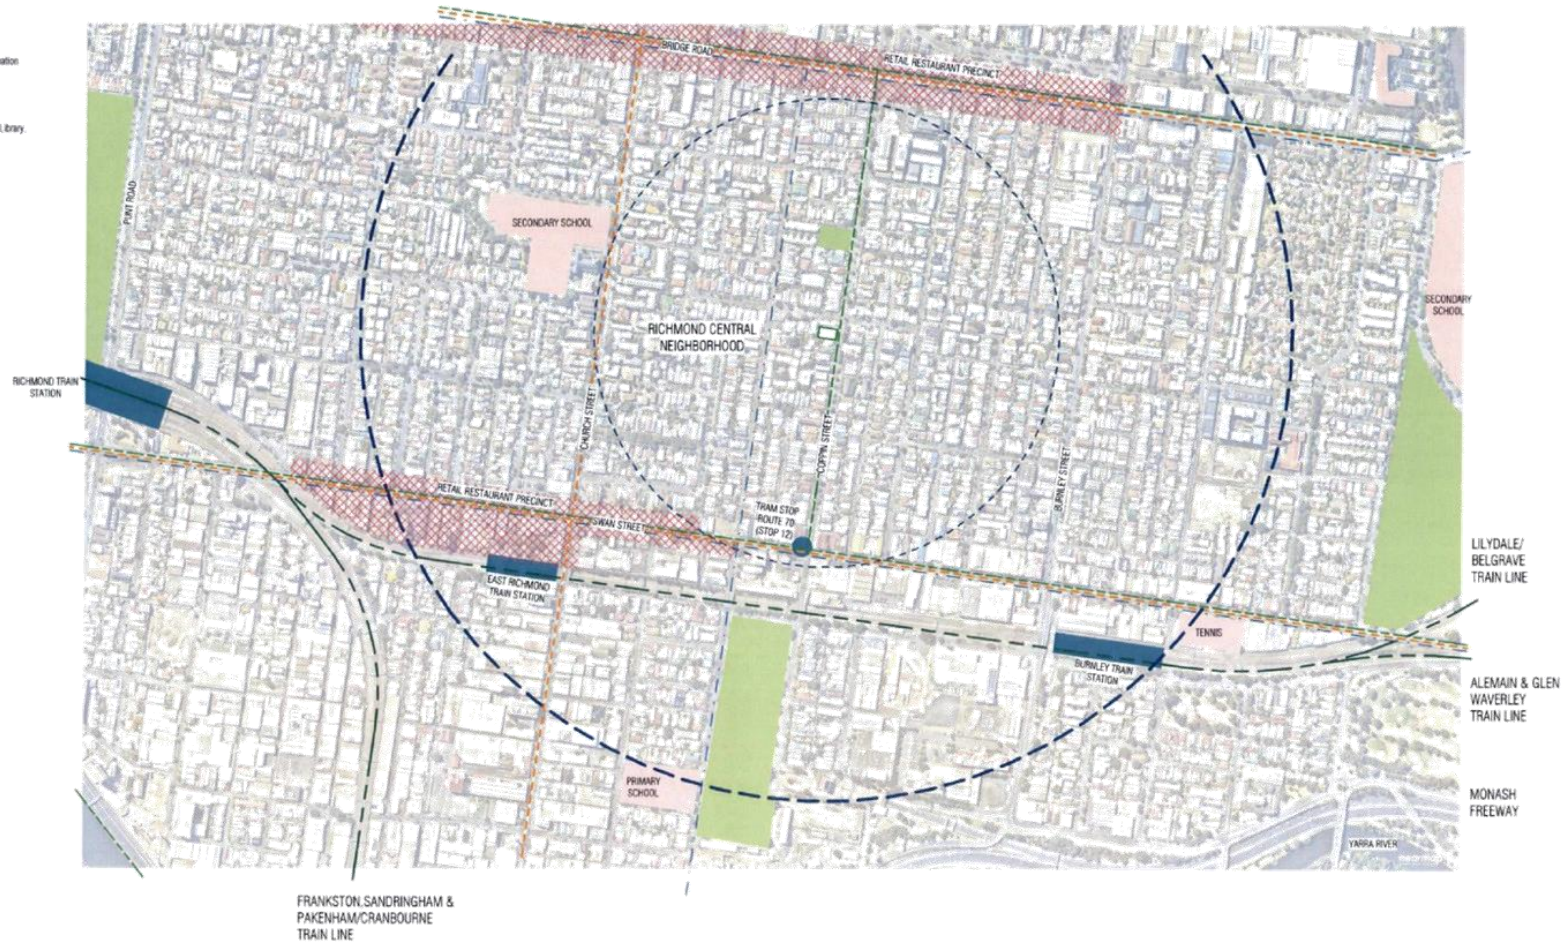 ation
Library.
BRIDGE ROAD
RETAIL RESTAURANT PRECINCT
PUNT ROAD
SECONDARY SCHOOL
SECONDARY
SCHOOL
RICHMOND CENTRAL
NEIGHBORHOOD
RICHMOND TRAIN
STATION
CHURCH STREET
COPPIN STREET
BURNLEY STREET
RETAIL RESTAURANT PRECINCT
SWAN STREET
TRAM STOP
ROUTE 70
(STOP 12)
EAST RICHMOND
TRAIN STATION
LILYDALE/
BELGRAVE
TRAIN LINE
TENNIS
BURNLEY TRAIN
STATION
ALEMAIN & GLEN
WAVERLEY
TRAIN LINE
PRIMARY
SCHOOL
MONASH
FREEWAY
YARRA RIVER
nearmap
FRANKSTON.SANDRINGHAM &
PAKENHAM/CRANBOURNE
TRAIN LINE